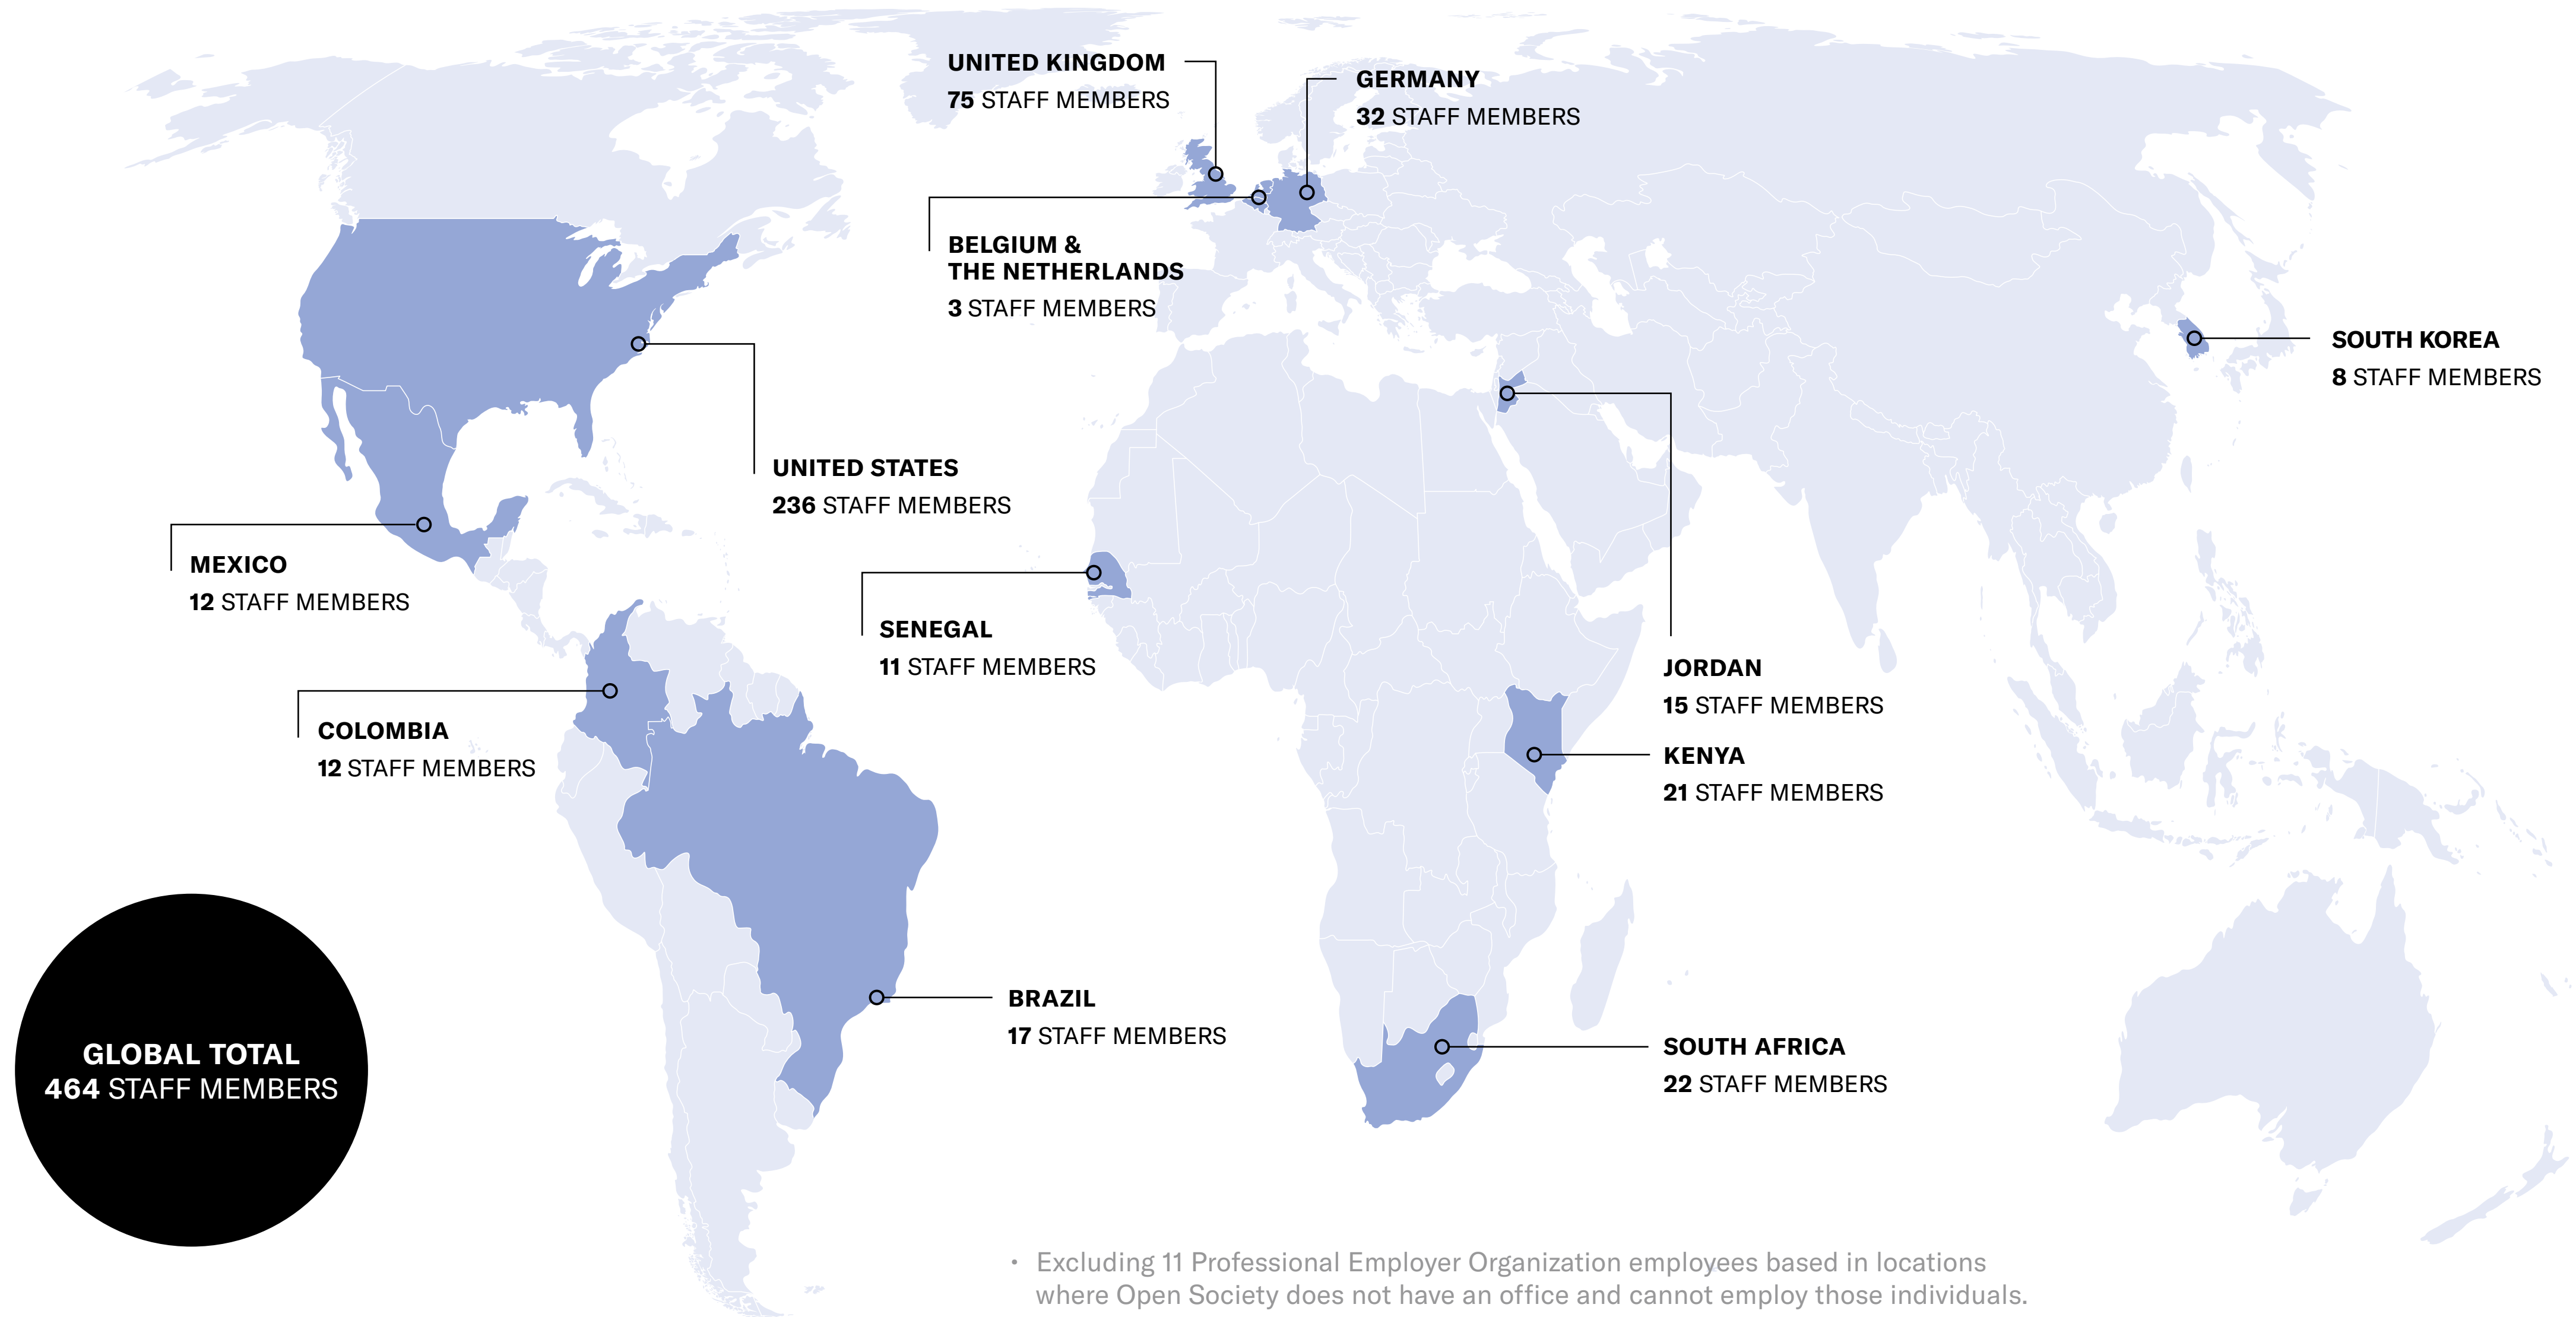 UNITED KINGDOM
75 STAFF MEMBERS
GERMANY
32 STAFF MEMBERS
BELGIUM &
THE NETHERLANDS
3 STAFF MEMBERS
SOUTH KOREA
8 STAFF MEMBERS
UNITED STATES
236 STAFF MEMBERS
MEXICO
12 STAFF MEMBERS
SENEGAL
11 STAFF MEMBERS
JORDAN
15 STAFF MEMBERS
COLOMBIA
12 STAFF MEMBERS
KENYA
21 STAFF MEMBERS
BRAZIL
17 STAFF MEMBERS
SOUTH AFRICA
22 STAFF MEMBERS
GLOBAL TOTAL
464 STAFF MEMBERS
• Excluding 11 Professional Employer Organization employees based in locations
where Open Society does not have an office and cannot employ those individuals.